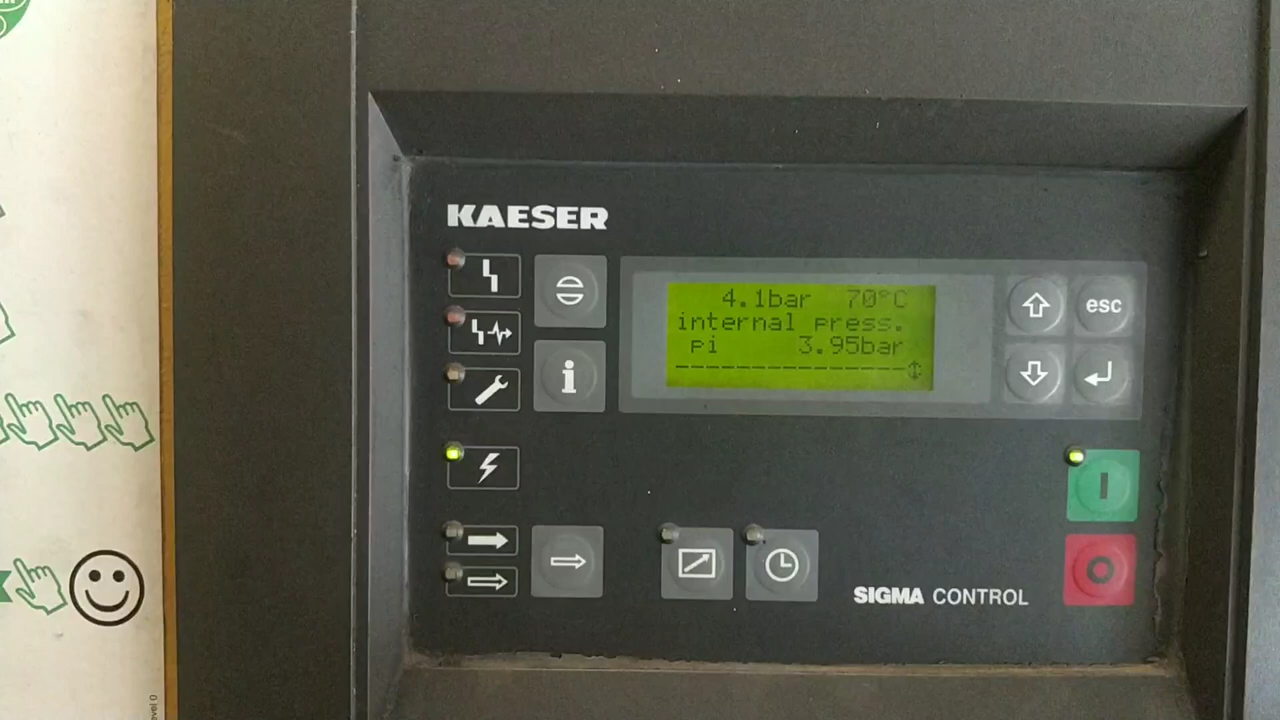 KAESER
4.1bar 70°C
internal press.
pi 3.95bar
esc
SIGMA CONTROL